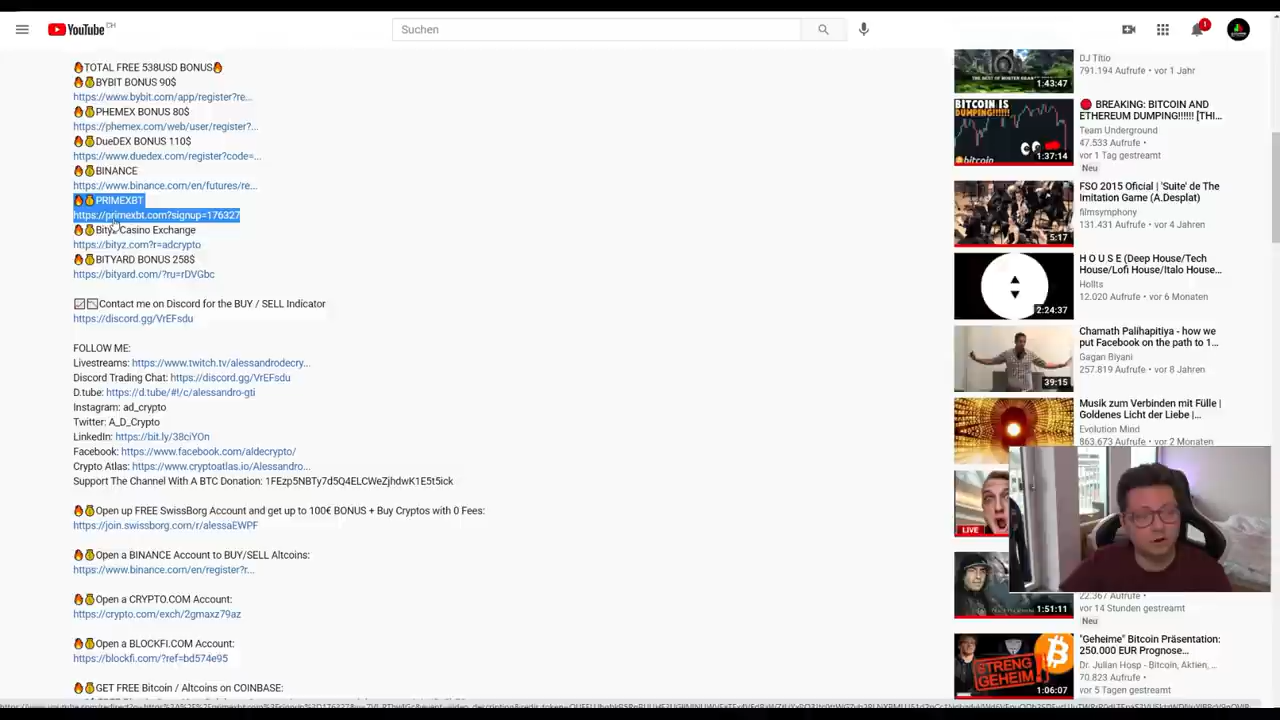 YouTube CH
Suchen
1
🔥TOTAL FREE 538USD BONUS🔥
🔥💰BYBIT BONUS 90$
https://www.bybit.com/app/register?re...
🔥💰PHEMEX BONUS 80$
https://phemex.com/web/user/register?...
🔥💰DueDEX BONUS 110$
https://www.duedex.com/register?code=...
🔥💰BINANCE
https://www.binance.com/en/futures/re...
🔥💰PRIMEXBT
https://primexbt.com?signup=176327
🔥💰Bityz Casino Exchange
https://bityz.com?r=adcrypto
🔥💰BITYARD BONUS 258$
https://bityard.com/?ru=rDVGbc
📈📉Contact me on Discord for the BUY / SELL Indicator
https://discord.gg/VrEFsdu
FOLLOW ME:
Livestreams: https://www.twitch.tv/alessandrodecry...
Discord Trading Chat: https://discord.gg/VrEFsdu
D.tube: https://d.tube/#!/c/alessandro-gti
Instagram: ad_crypto
Twitter: A_D_Crypto
LinkedIn: https://bit.ly/38ciYOn
Facebook: https://www.facebook.com/aldecrypto/
Crypto Atlas: https://www.cryptoatlas.io/Alessandro...
Support The Channel With A BTC Donation: 1FEzp5NBTy7d5Q4ELCWeZjhdwK1E5t5ick
🔥💰Open up FREE SwissBorg Account and get up to 100€ BONUS + Buy Cryptos with 0 Fees:
https://join.swissborg.com/r/alessaEWPF
🔥💰Open a BINANCE Account to BUY/SELL Altcoins:
https://www.binance.com/en/register?r...
🔥💰Open a CRYPTO.COM Account:
https://crypto.com/exch/2gmaxz79az
🔥💰Open a BLOCKFI.COM Account:
https://blockfi.com/?ref=bd574e95
🔥💰GET FREE Bitcoin / Altcoins on COINBASE:
1:43:47
DJ Titio
791.194 Aufrufe • vor 1 Jahr
BITCOIN IS
DUMPING!!!!!!
bitcoin
1:37:14
🔴 BREAKING: BITCOIN AND
ETHEREUM DUMPING!!!!!! [THI...
Team Underground
47.533 Aufrufe •
vor 1 Tag gestreamt
Neu
5:17
FSO 2015 Oficial | 'Suite' de The
Imitation Game (A.Desplat)
filmsymphony
131.431 Aufrufe • vor 4 Jahren
2:24:37
H O U S E (Deep House/Tech
House/Lofi House/Italo House...
Hollts
12.020 Aufrufe • vor 6 Monaten
39:15
Chamath Palihapitiya - how we
put Facebook on the path to 1...
Gagan Biyani
257.819 Aufrufe • vor 8 Jahren
Musik zum Verbinden mit Fülle |
Goldenes Licht der Liebe |...
Evolution Mind
863.673 Aufrufe • vor 2 Monaten
LIVE
1:51:11
22.367 Aufrufe •
vor 14 Stunden gestreamt
Neu
STRENG
GEHEIM
1:06:07
"Geheime" Bitcoin Präsentation:
250.000 EUR Prognose...
Dr. Julian Hosp - Bitcoin, Aktien, ...
70.823 Aufrufe •
vor 5 Tagen gestreamt